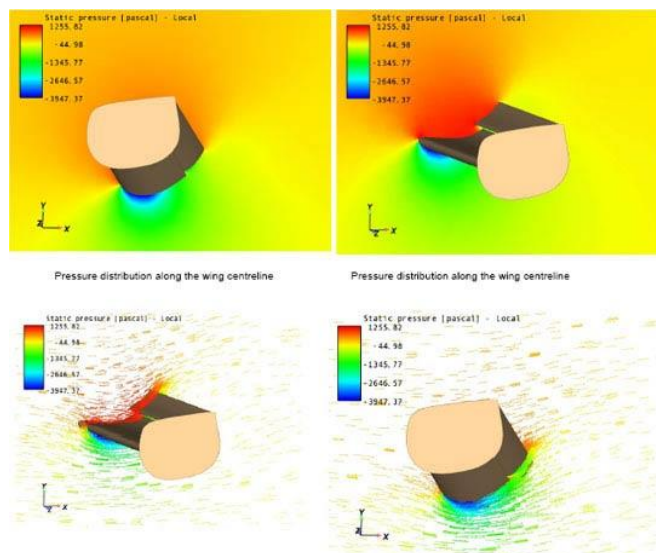 Static pressure [pascal] - Local
1255.82
-44.98
-1345.77
-2646.57
-3947.37
Y
Z X
Static pressure [pascal] - Local
1255.82
-44.98
-1345.77
-2646.57
-3947.37
Y
Z X
Pressure distribution along the wing centreline
Pressure distribution along the wing centreline
Static pressure [pascal] - Local
1255.82
-44.98
-1345.77
-2646.57
-3947.37
Y
Z X
Static pressure [pascal] - Local
1255.82
-44.98
-1345.77
-2646.57
-3947.37
Y
Z X